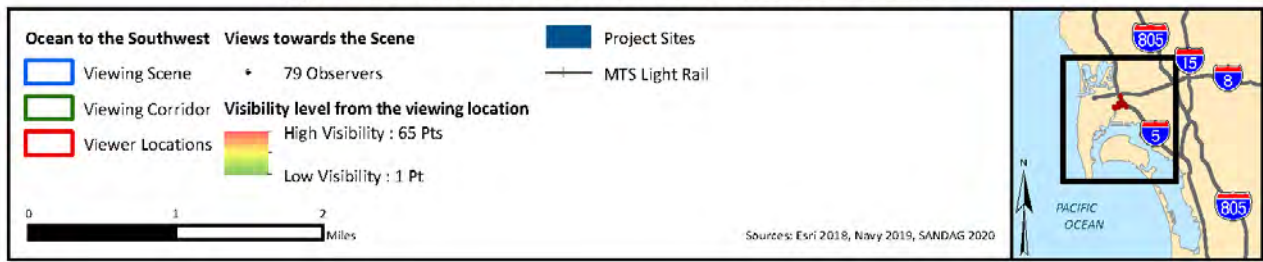 Ocean to the Southwest
Viewing Scene
Viewing Corridor
Viewer Locations
Views towards the Scene
79 Observers
Visibility level from the viewing location
High Visibility : 65 Pts
Low Visibility : 1 Pt
Project Sites
MTS Light Rail
0 1 2
Miles
Sources: Esri 2018, Navy 2019, SANDAG 2020
805
15
8
5
N
PACIFIC
OCEAN
805